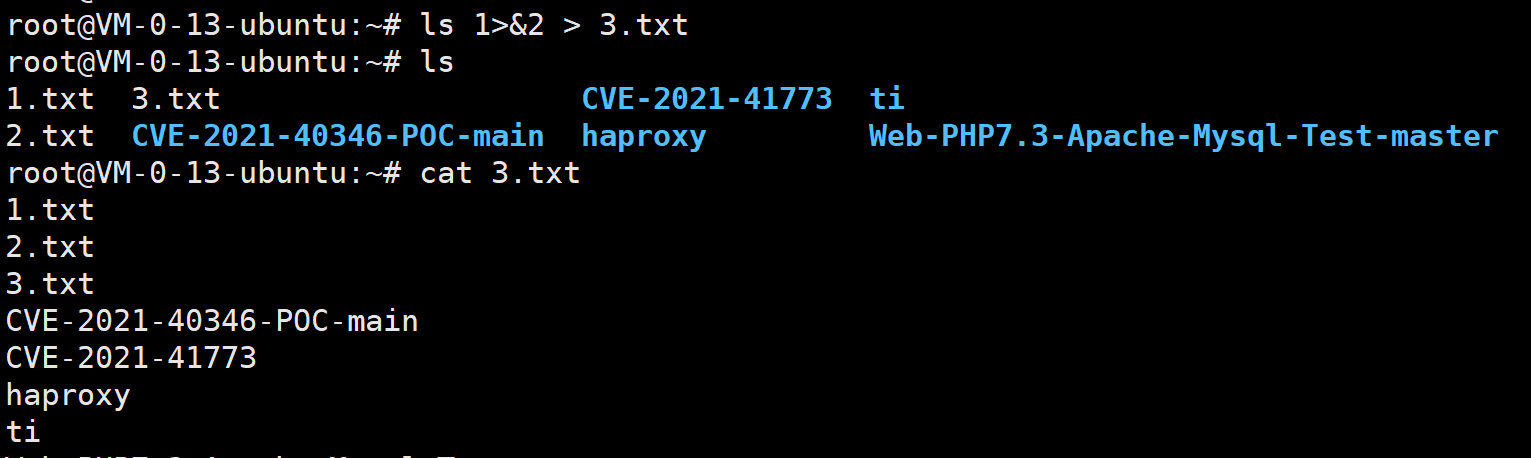 root@VM-0-13-ubuntu:~# ls 1>&2 > 3.txt
root@VM-0-13-ubuntu:~# ls
1.txt  3.txt                    CVE-2021-41773  ti
2.txt  CVE-2021-40346-POC-main  haproxy         Web-PHP7.3-Apache-Mysql-Test-master
root@VM-0-13-ubuntu:~# cat 3.txt
1.txt
2.txt
3.txt
CVE-2021-40346-POC-main
CVE-2021-41773
haproxy
ti